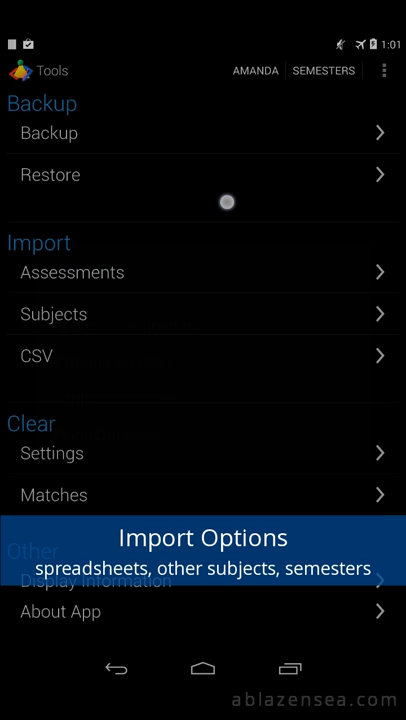 1:01
Tools AMANDA SEMESTERS
Backup
Backup
Restore
Import
Assessments
Subjects
CSV
Clear
Settings
Matches
Import Options
Other
spreadsheets, other subjects, semesters
Display Information
About App
ablazensea.com